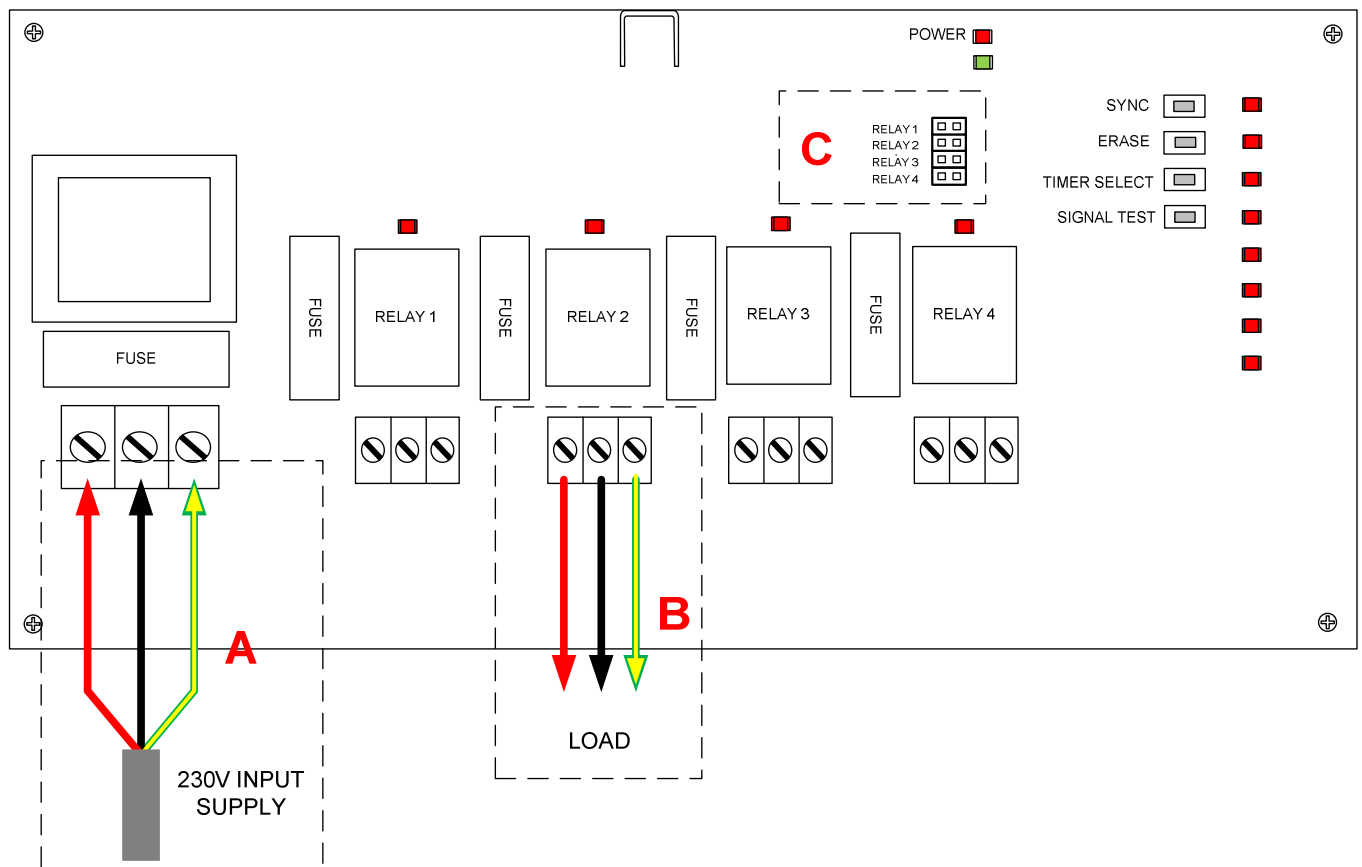 POWER
SYNC
ERASE
TIMER SELECT
SIGNAL TEST
C
RELAY 1
RELAY 2
RELAY 3
RELAY 4
FUSE
FUSE
RELAY 1
FUSE
RELAY 2
FUSE
RELAY 3
FUSE
RELAY 4
A
230V INPUT
SUPPLY
B
LOAD